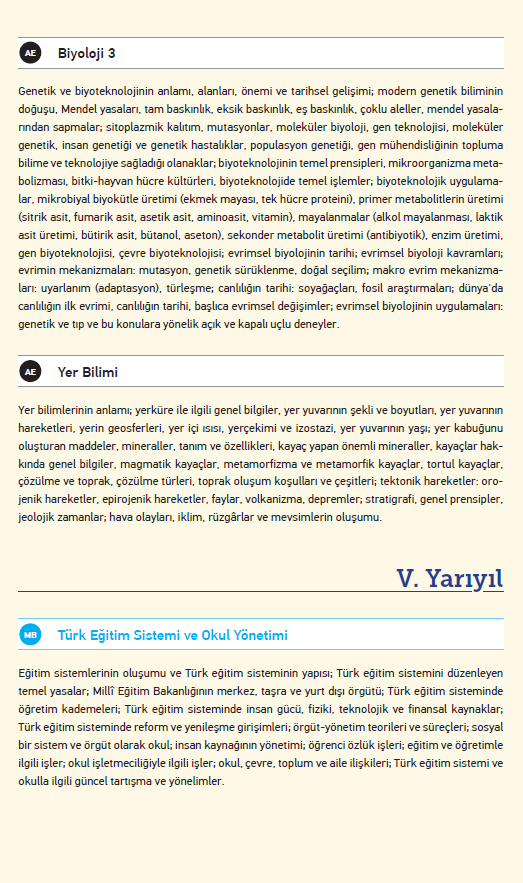 AE Biyoloji 3
Genetik ve biyoteknolojinin anlamı, alanları, önemi ve tarihsel gelişimi; modern genetik biliminin
doğuşu, Mendel yasaları, tam baskınlık, eksik baskınlık, eş baskınlık, çoklu aleller, mendel yasala-
rından sapmalar; sitoplazmik kalıtım, mutasyonlar, moleküler biyoloji, gen teknolojisi, moleküler
genetik, insan genetiği ve genetik hastalıklar, populasyon genetiği, gen mühendisliğinin topluma
bilime ve teknolojiye sağladığı olanaklar; biyoteknolojinin temel prensipleri, mikroorganizma meta-
bolizması, bitki-hayvan hücre kültürleri, biyoteknolojide temel işlemler; biyoteknolojik uygulama-
lar, mikrobiyal biyokütle üretimi (ekmek mayası, tek hücre proteini), primer metabolitlerin üretimi
(sitrik asit, fumarik asit, asetik asit, aminoasit, vitamin), mayalanmalar (alkol mayalanması, laktik
asit üretimi, bütirik asit, bütanol, aseton), sekonder metabolit üretimi (antibiyotik), enzim üretimi,
gen biyoteknolojisi, çevre biyoteknolojisi; evrimsel biyolojinin tarihi; evrimsel biyoloji kavramları;
evrimin mekanizmaları: mutasyon, genetik sürüklenme, doğal seçilim; makro evrim mekanizma-
ları: uyarlanım (adaptasyon), türleşme; canlılığın tarihi: soyağaçları, fosil araştırmaları; dünya'da
canlılığın ilk evrimi, canlılığın tarihi, başlıca evrimsel değişimler; evrimsel biyolojinin uygulamaları:
genetik ve tıp ve bu konulara yönelik açık ve kapalı uçlu deneyler.
AE Yer Bilimi
Yer bilimlerinin anlamı; yerküre ile ilgili genel bilgiler, yer yuvarının şekli ve boyutları, yer yuvarının
hareketleri, yerin geosferleri, yer içi ısısı, yerçekimi ve izostazi, yer yuvarının yaşı; yer kabuğunu
oluşturan maddeler, mineraller, tanım ve özellikleri, kayaç yapan önemli mineraller, kayaçlar hak-
kında genel bilgiler, magmatik kayaçlar, metamorfizma ve metamorfik kayaçlar, tortul kayaçlar,
çözülme ve toprak, çözülme türleri, toprak oluşum koşulları ve çeşitleri; tektonik hareketler: oro-
jenik hareketler, epirojenik hareketler, faylar, volkanizma, depremler; stratigrafi, genel prensipler,
jeolojik zamanlar; hava olayları, iklim, rüzgârlar ve mevsimlerin oluşumu.
V. Yarıyıl
MB Türk Eğitim Sistemi ve Okul Yönetimi
Eğitim sistemlerinin oluşumu ve Türk eğitim sisteminin yapısı; Türk eğitim sistemini düzenleyen
temel yasalar; Millî Eğitim Bakanlığının merkez, taşra ve yurt dışı örgütü; Türk eğitim sisteminde
öğretim kademeleri; Türk eğitim sisteminde insan gücü, fiziki, teknolojik ve finansal kaynaklar;
Türk eğitim sisteminde reform ve yenileşme girişimleri; örgüt-yönetim teorileri ve süreçleri; sosyal
bir sistem ve örgüt olarak okul; insan kaynağının yönetimi; öğrenci özlük işleri; eğitim ve öğretimle
ilgili işler; okul işletmeciliğiyle ilgili işler; okul, çevre, toplum ve aile ilişkileri; Türk eğitim sistemi ve
okulla ilgili güncel tartışma ve yönelimler.